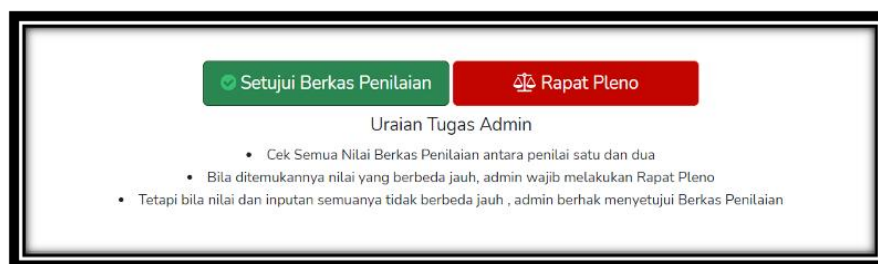 Setujui Berkas Penilaian
Rapat Pleno
Uraian Tugas Admin
• Cek Semua Nilai Berkas Penilaian antara penilai satu dan dua
• Bila ditemukannya nilai yang berbeda jauh, admin wajib melakukan Rapat Pleno
• Tetapi bila nilai dan inputan semuanya tidak berbeda jauh , admin berhak menyetujui Berkas Penilaian